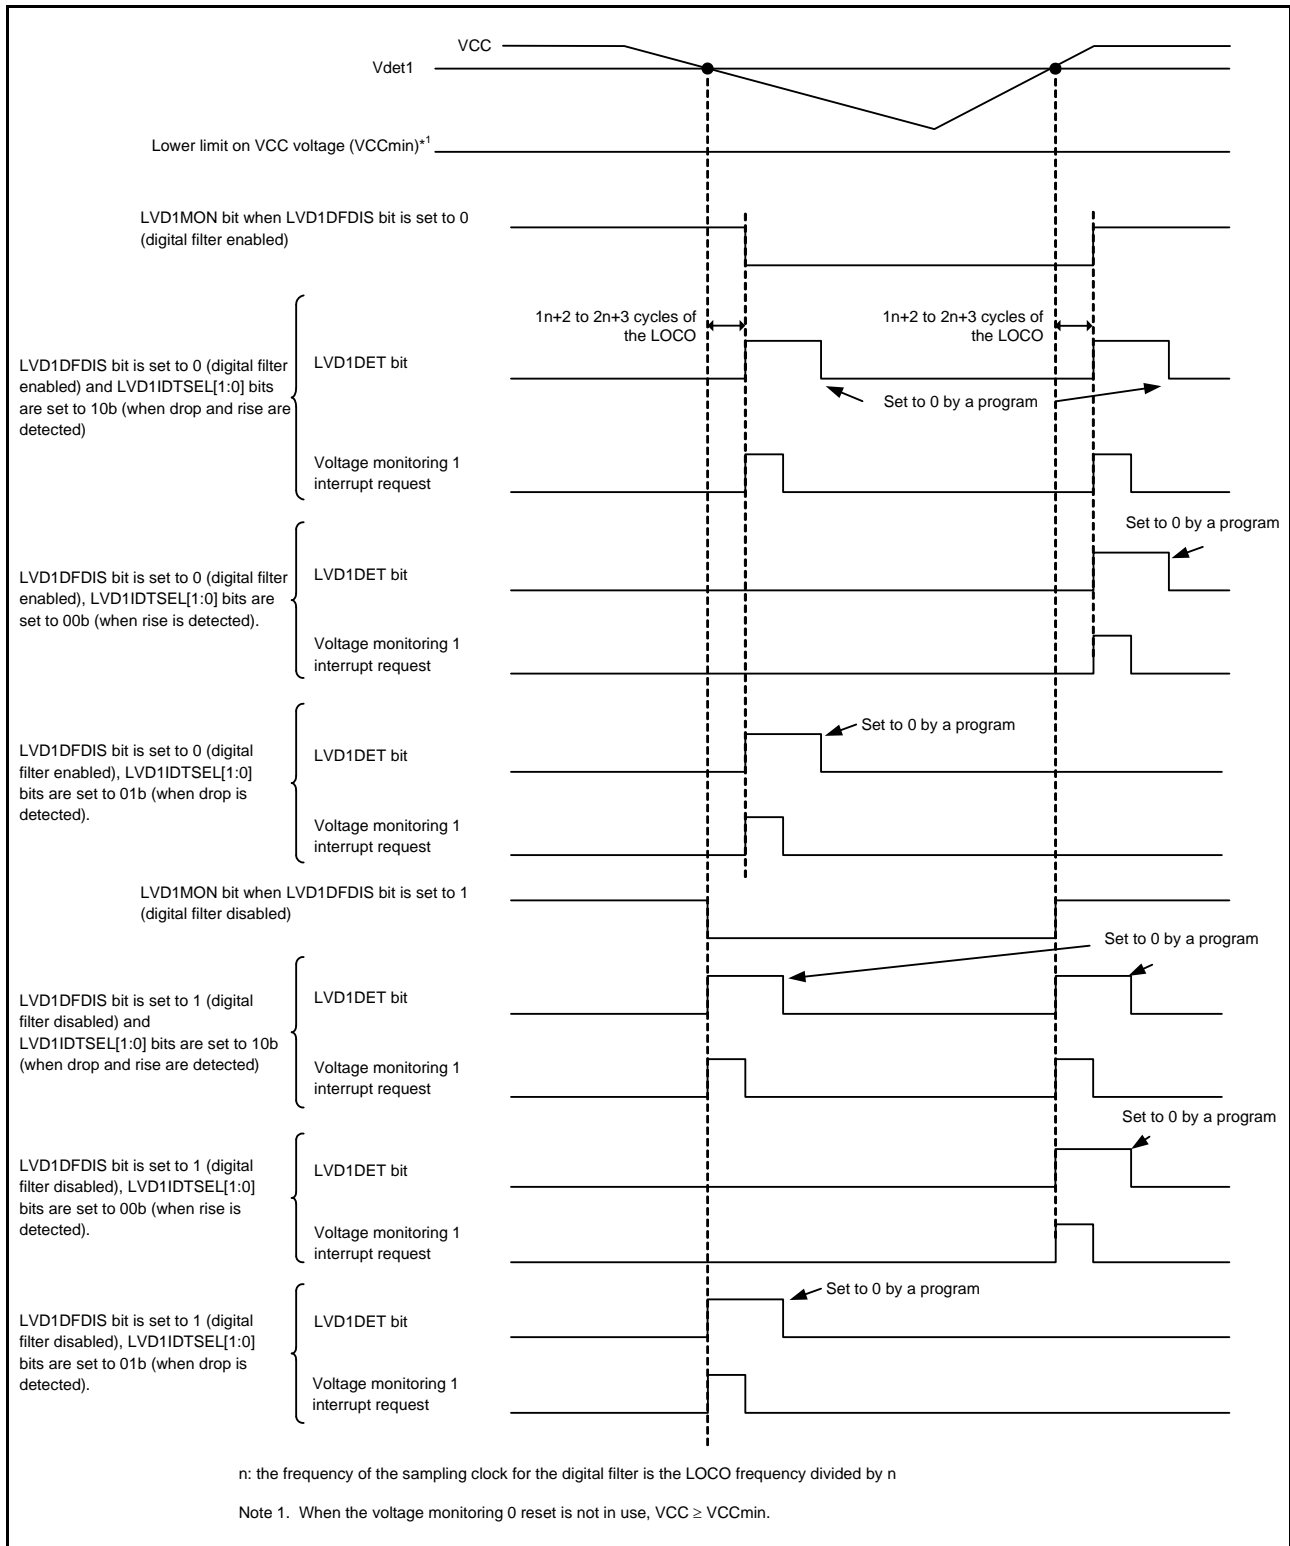 VCC
Vdet1
Lower limit on VCC voltage (VCCmin)*1
LVD1MON bit when LVD1DFDIS bit is set to 0
(digital filter enabled)
1n+2 to 2n+3 cycles of
the LOCO
1n+2 to 2n+3 cycles of
the LOCO
LVD1DFDIS bit is set to 0 (digital filter
enabled) and LVD1IDTSEL[1:0] bits
are set to 10b (when drop and rise are
detected)
LVD1DET bit
Set to 0 by a program
Voltage monitoring 1
interrupt request
Set to 0 by a program
LVD1DFDIS bit is set to 0 (digital filter
enabled), LVD1IDTSEL[1:0] bits are
set to 00b (when rise is detected).
LVD1DET bit
Voltage monitoring 1
interrupt request
Set to 0 by a program
LVD1DFDIS bit is set to 0 (digital
filter enabled), LVD1IDTSEL[1:0]
bits are set to 01b (when drop is
detected).
LVD1DET bit
Voltage monitoring 1
interrupt request
LVD1MON bit when LVD1DFDIS bit is set to 1
(digital filter disabled)
Set to 0 by a program
LVD1DFDIS bit is set to 1 (digital
filter disabled) and
LVD1IDTSEL[1:0] bits are set to 10b
(when drop and rise are detected)
LVD1DET bit
Voltage monitoring 1
interrupt request
Set to 0 by a program
LVD1DFDIS bit is set to 1 (digital
filter disabled), LVD1IDTSEL[1:0]
bits are set to 00b (when rise is
detected).
LVD1DET bit
Voltage monitoring 1
interrupt request
Set to 0 by a program
LVD1DFDIS bit is set to 1 (digital
filter disabled), LVD1IDTSEL[1:0]
bits are set to 01b (when drop is
detected).
LVD1DET bit
Voltage monitoring 1
interrupt request
n: the frequency of the sampling clock for the digital filter is the LOCO frequency divided by n
Note 1. When the voltage monitoring 0 reset is not in use, VCC ≥ VCCmin.